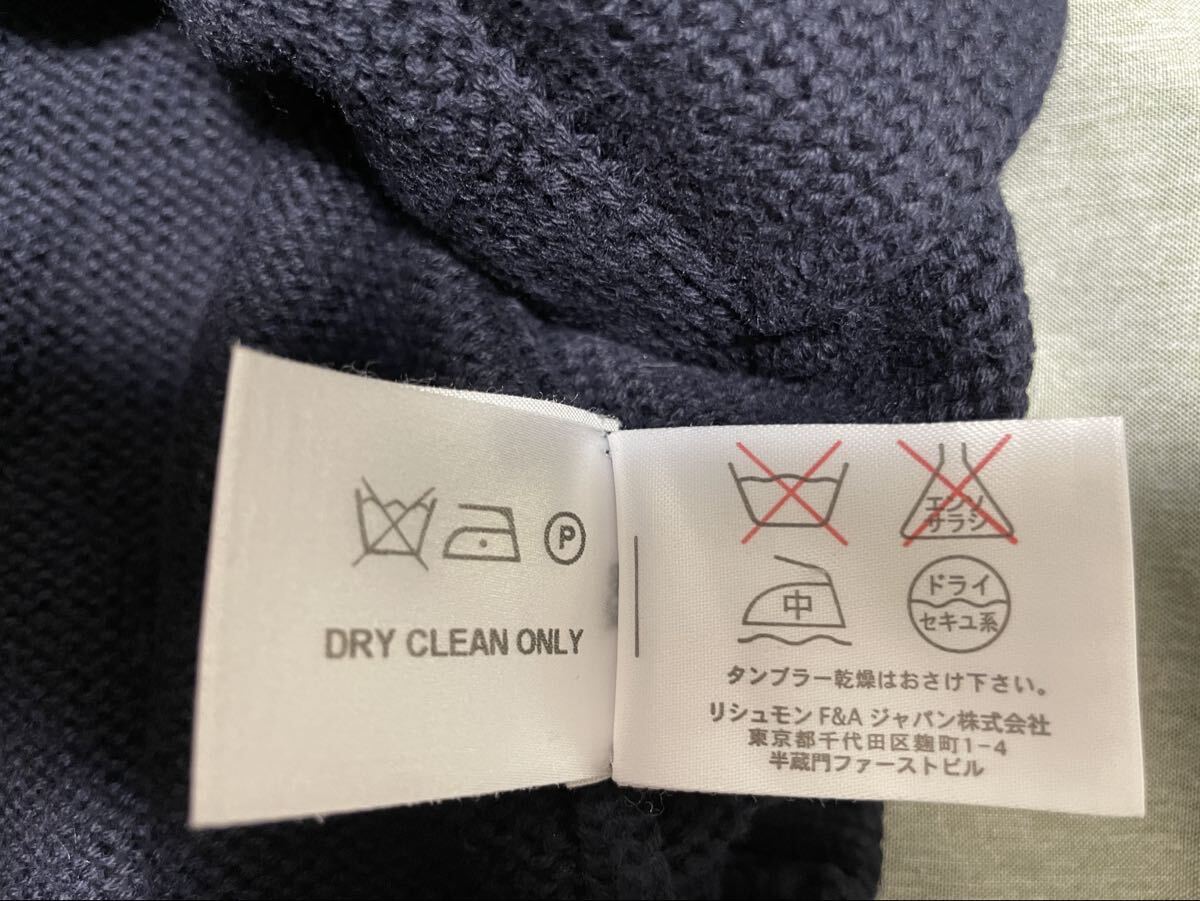 P
DRY CLEAN ONLY
エンソ
サラシ
中
ドライ
セキユ系
タンブラー乾燥はおさけ下さい。
リシュモン F&A ジャパン株式会社
東京都千代田区麹町1-4
半蔵門ファーストビル